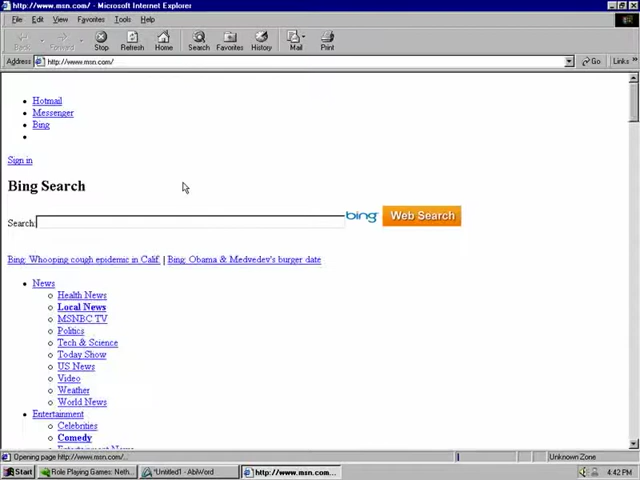 http://www.msn.com/ - Microsoft Internet Explorer
File Edit View Favorites Tools Help
Back Forward Stop Refresh Home Search Favorites History Mail Print
Address http://www.msn.com/ Go Links »
Hotmail
Messenger
Bing
Sign in
Bing Search
Search: bing Web Search
Bing: Whooping cough epidemic in Calif. | Bing: Obama & Medvedev's burger date
News
Health News
Local News
MSNBC TV
Politics
Tech & Science
Today Show
US News
Video
Weather
World News
Entertainment
Celebrities
Comedy
Entertainment News
Opening page http://www.msn.com/... Unknown Zone
Start Role Playing Games: Neth... "Untitled1 - AbiWord http://www.msn.com... 4:42 PM